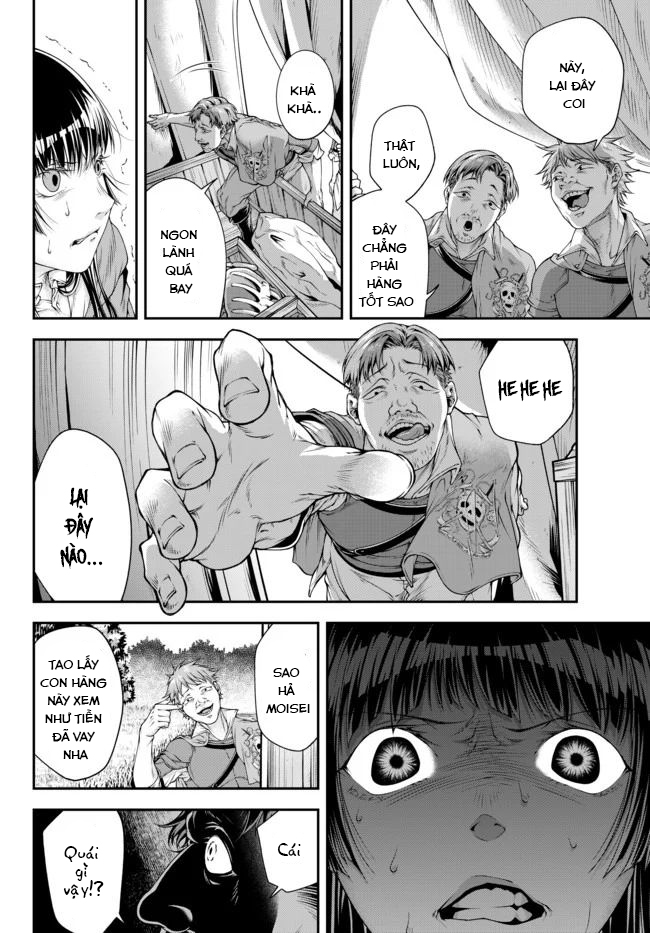 NÀY,
LẠI ĐÂY
COI
THẬT
LUÔN,
ĐÂY
CHẲNG
PHẢI
HÀNG
TỐT SAO
KHÀ
KHÀ..
NGON
LÀNH
QUÁ
BAY
HE HE HE
LẠI
ĐÂY
NÀO...
SAO
HẢ
MOISEI
TAO LẤY
CON HÀNG
NÀY XEM
NHƯ TIỀN
ĐÃ VAY
NHA
Cái
Quái
gì
vậy!?